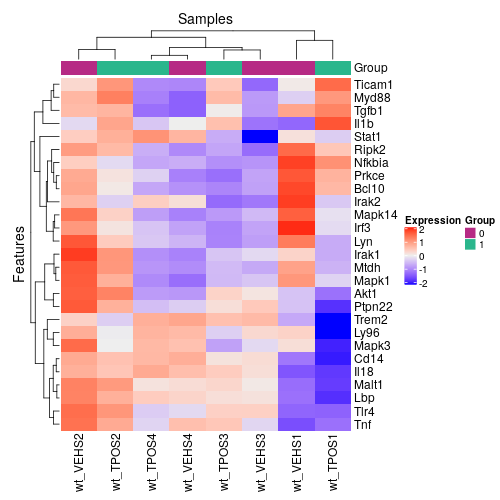 Samples
Group
Ticam1
Myd88
Tgfb1
Il1b
Stat1
Ripk2
Nfkbia
Prkce
Bcl10
Irak2
Mapk14
Irf3
Lyn
Irak1
Mtdh
Mapk1
Akt1
Ptpn22
Trem2
Ly96
Mapk3
Cd14
Il18
Malt1
Lbp
Tlr4
Tnf
Features
wt_VEHS2
wt_TPOS2
wt_TPOS4
wt_VEHS4
wt_TPOS3
wt_VEHS3
wt_VEHS1
wt_TPOS1
Expression Group
2 0
1 1
0
-1
-2